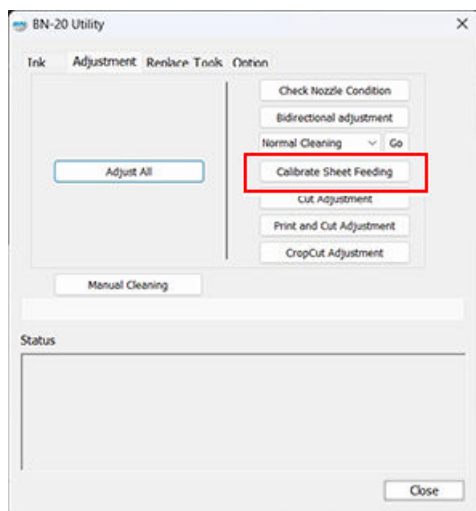 BN-20 Utility
Ink Adjustment Replace Tools Option
Check Nozzle Condition
Bidirectional adjustment
Normal Cleaning Go
Adjust All
Calibrate Sheet Feeding
Cut Adjustment
Print and Cut Adjustment
CropCut Adjustment
Manual Cleaning
Status
Close